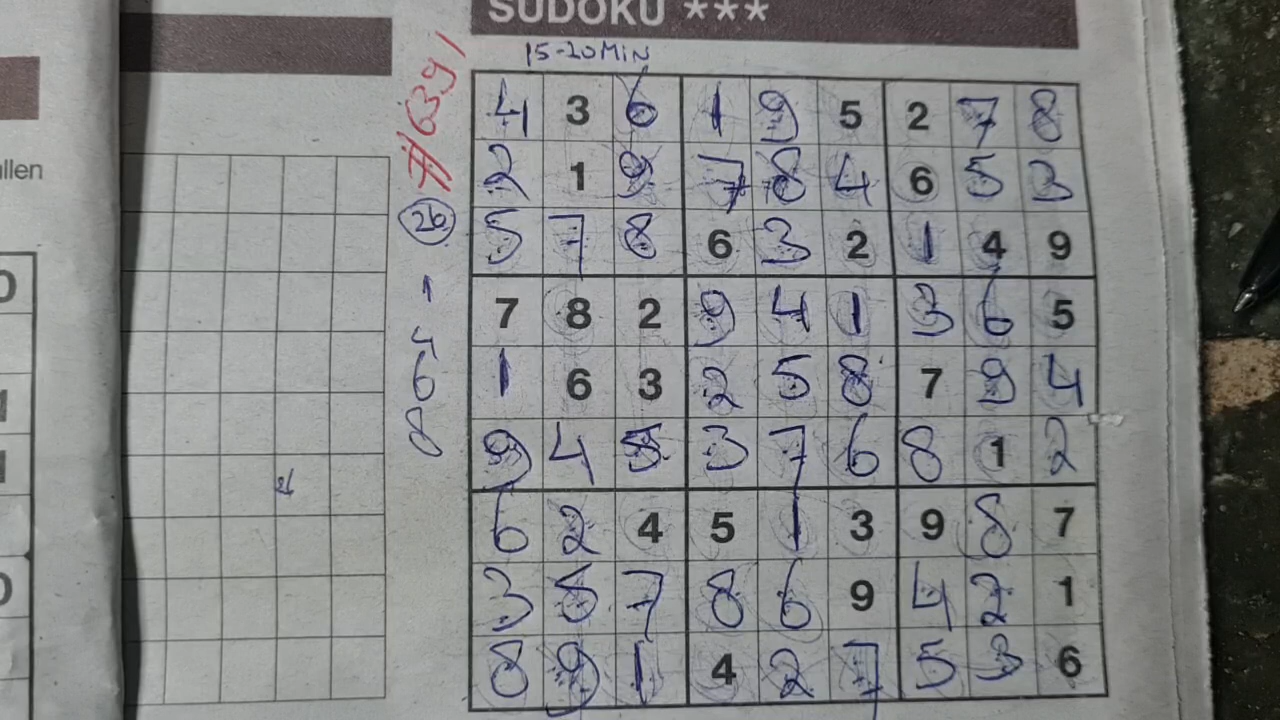 SUDOKU ★★★
15-20MiN
#6391
26
865-1
ullen
4 3 6 1 9 5 2 7 8
2 1 9 7 8 4 6 5 3
5 7 8 6 3 2 1 4 9
7 8 2 9 4 1 3 6 5
1 6 3 2 5 8 7 9 4
9 4 5 3 7 6 8 1 2
6 2 4 5 1 3 9 8 7
3 5 7 8 6 9 4 2 1
8 9 1 4 2 7 5 3 6